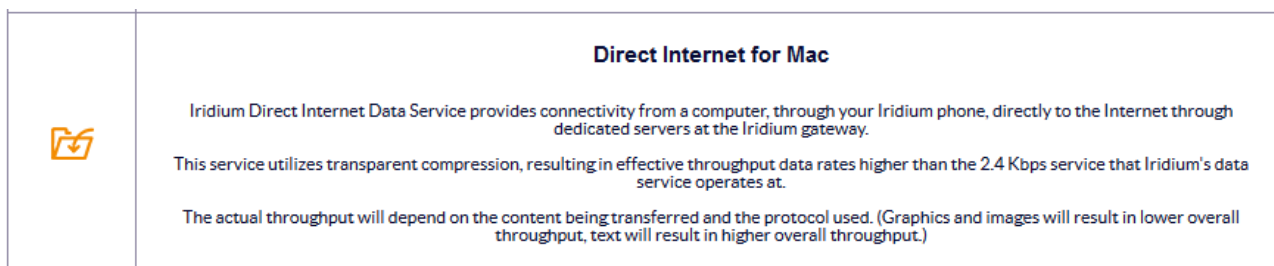 Direct Internet for Mac
Iridium Direct Internet Data Service provides connectivity from a computer, through your Iridium phone, directly to the Internet through
dedicated servers at the Iridium gateway.
This service utilizes transparent compression, resulting in effective throughput data rates higher than the 2.4 Kbps service that Iridium's data
service operates at.
The actual throughput will depend on the content being transferred and the protocol used. (Graphics and images will result in lower overall
throughput, text will result in higher overall throughput.)